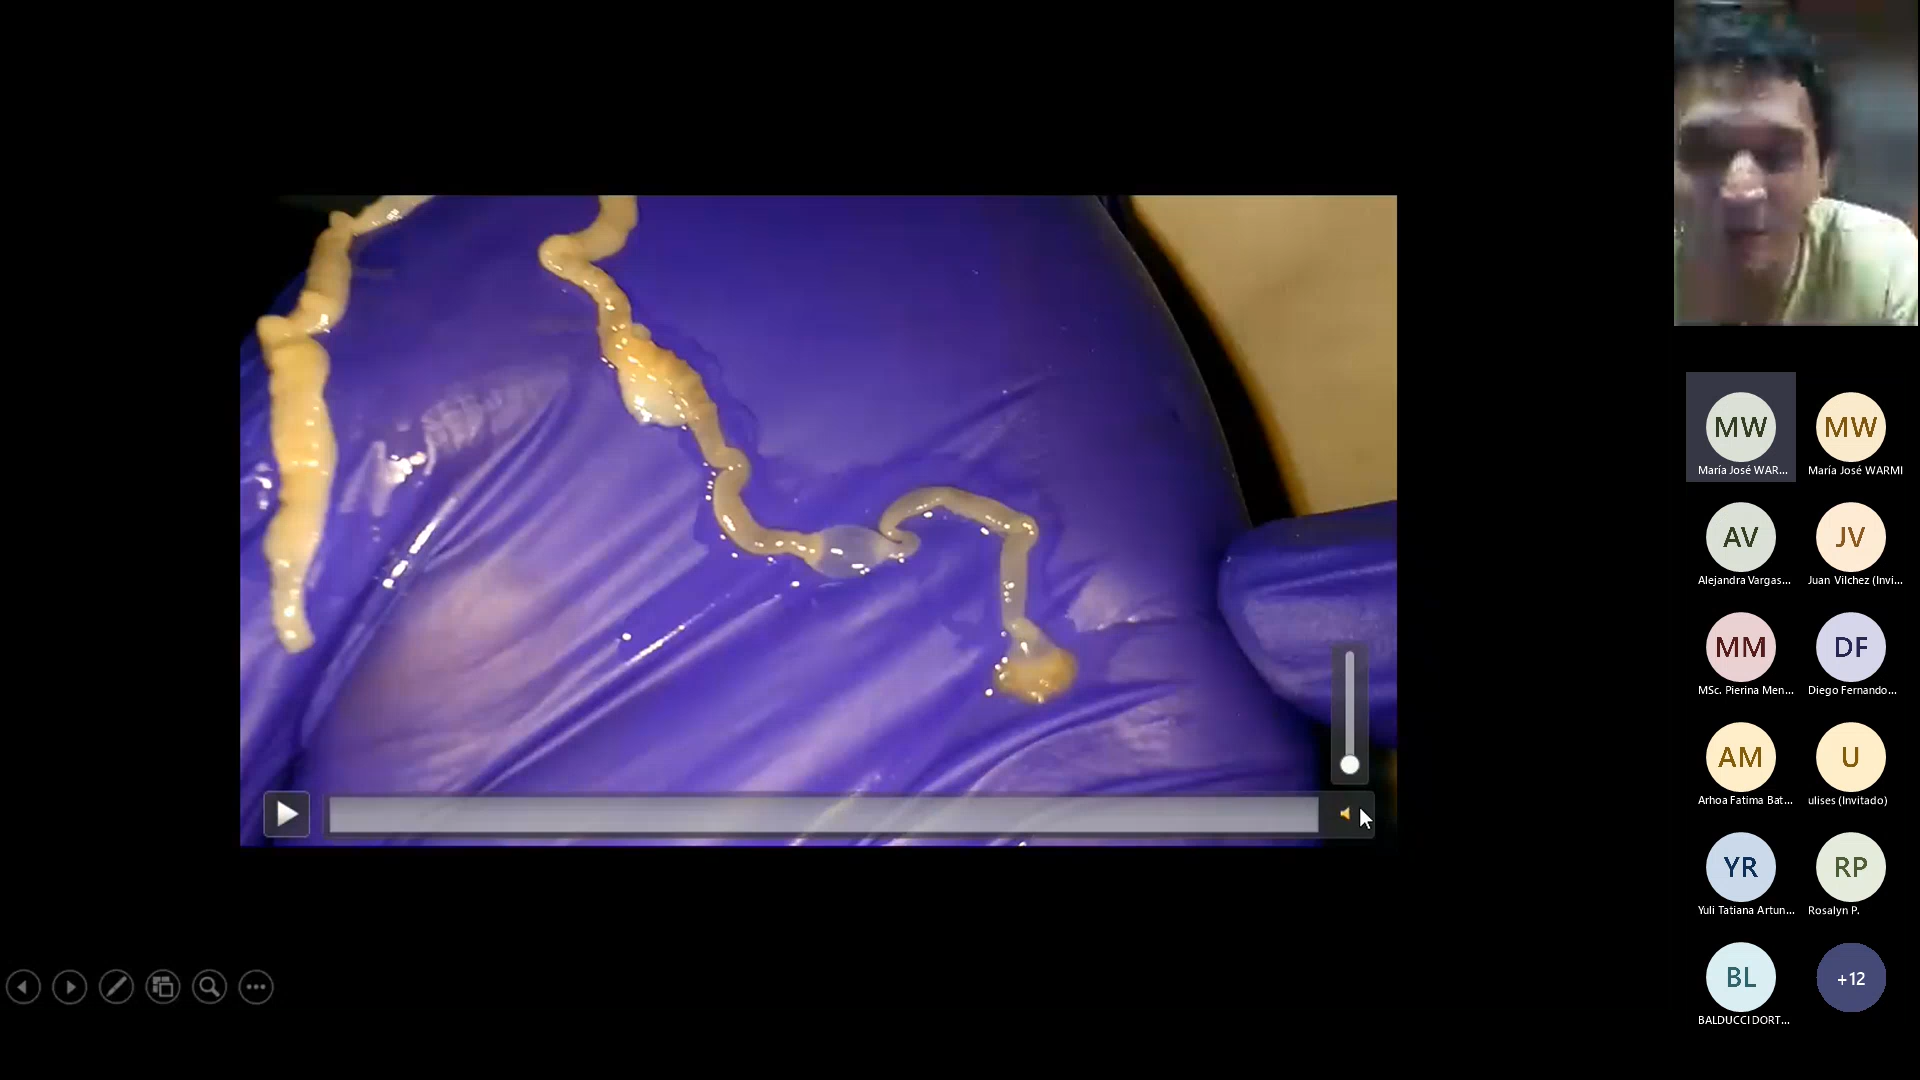 MW
MW
María José WAR...
María José WARMI
AV
JV
Alejandra Vargas...
Juan Vilchez (Invi...
MM
DF
MSc. Pierina Men...
Diego Fernando...
AM
U
Arhoa Fatima Bat...
ulises (Invitado)
YR
RP
Yuli Tatiana Artun...
Rosalyn P.
BL
+12
BALDUCCI DORT...